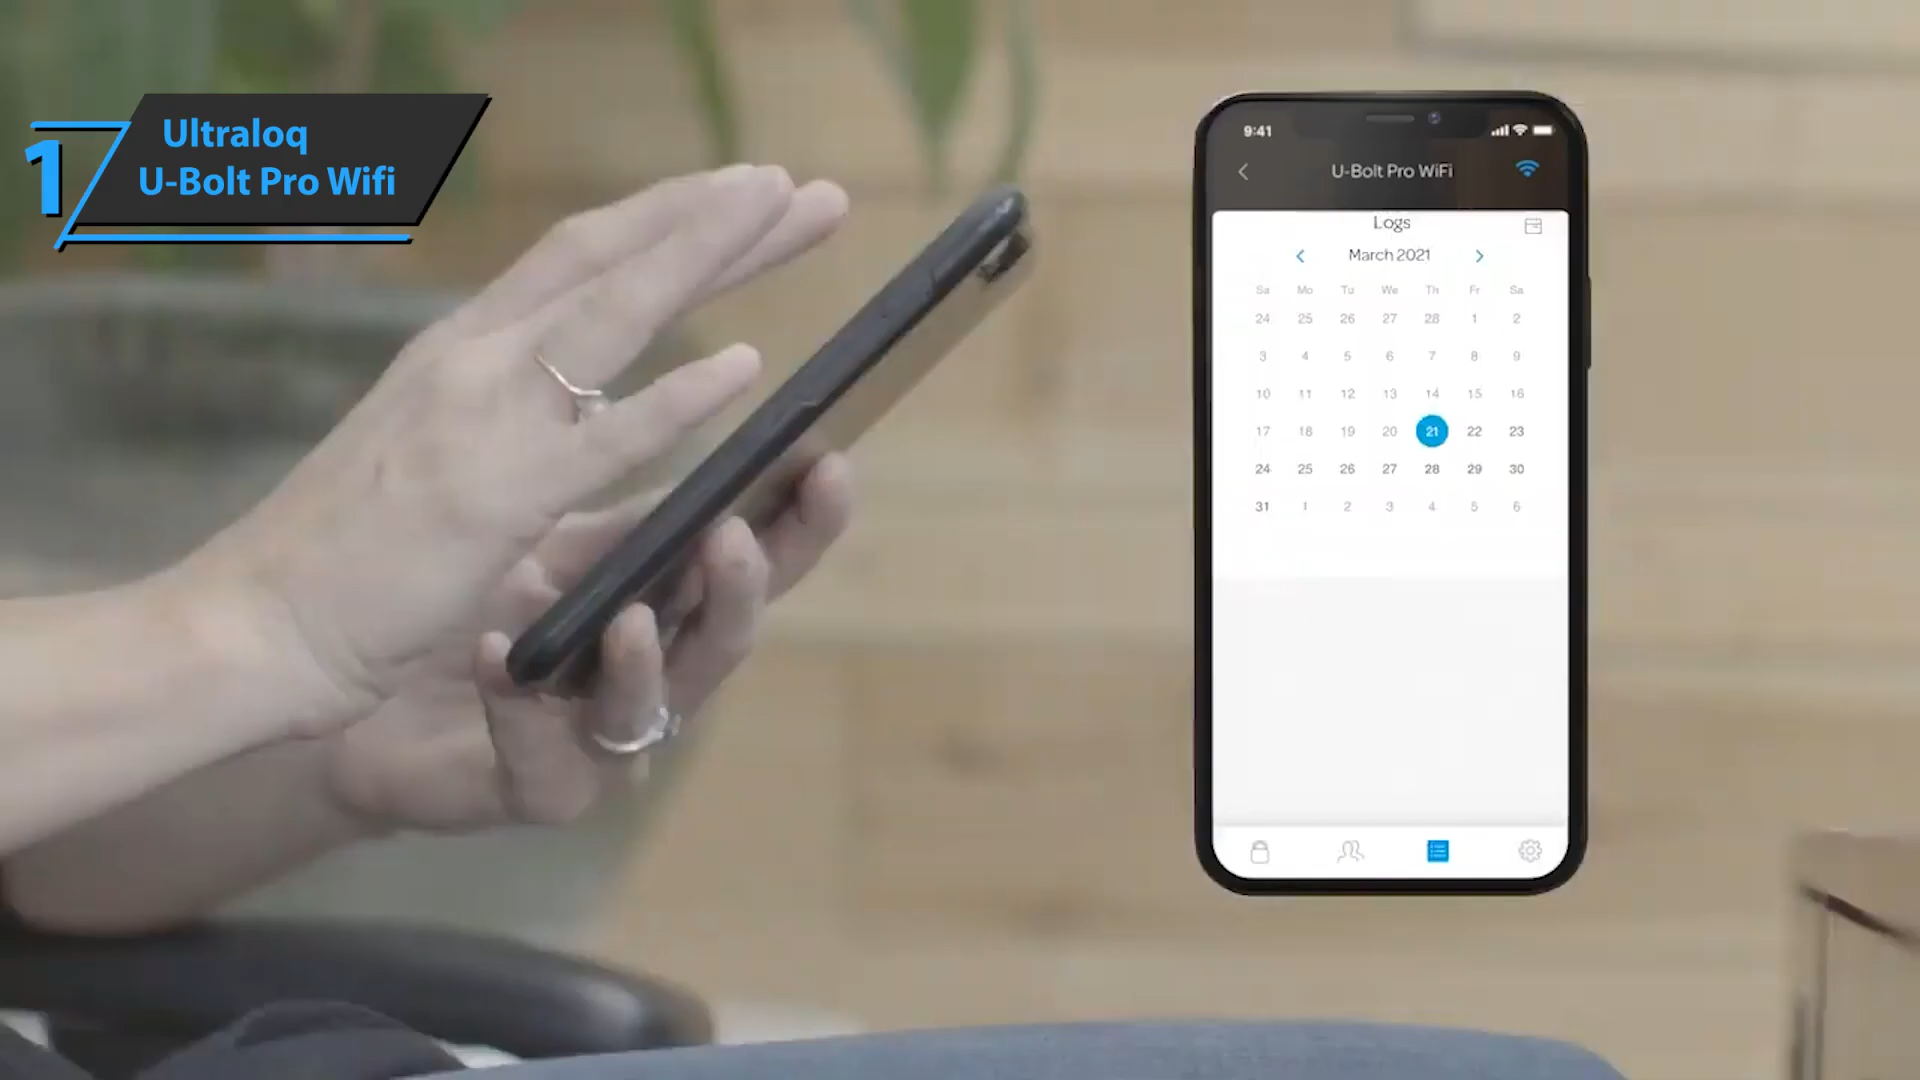 1
Ultraloq
U-Bolt Pro Wifi
9:41
U-Bolt Pro WiFi
Logs
March 2021
Sa Mo Tu We Th Fr Sa
24 25 26 27 28 1 2
3 4 5 6 7 8 9
10 11 12 13 14 15 16
17 18 19 20 21 22 23
24 25 26 27 28 29 30
31 1 2 3 4 5 6